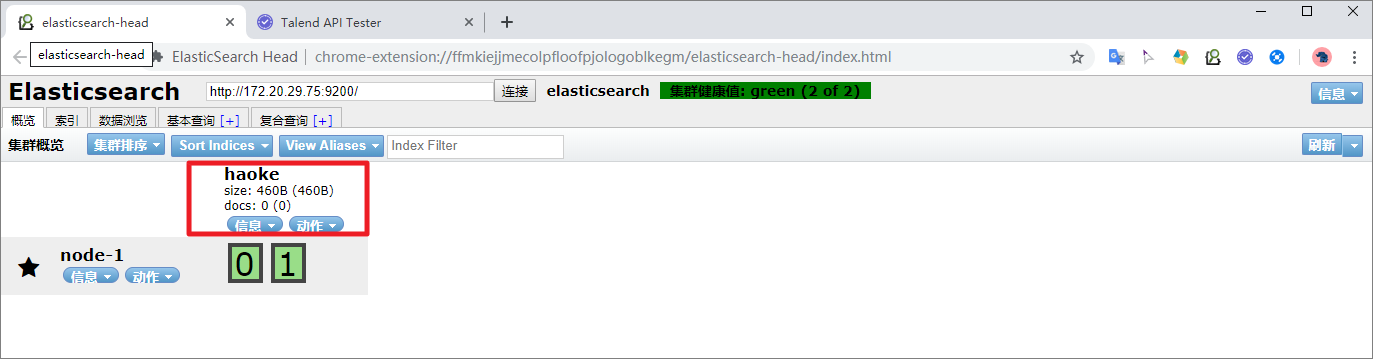 elasticsearch-head
Talend API Tester
elasticsearch-head
ElasticSearch Head
chrome-extension://ffmkiejjmecolpfloofpjologoblkegm/elasticsearch-head/index.html
Elasticsearch
http://172.20.29.75:9200/
连接
elasticsearch
集群健康值: green (2 of 2)
信息
概览 索引 数据浏览 基本查询 [+] 复合查询 [+]
集群概览 集群排序 Sort Indices View Aliases Index Filter 刷新
haoke
size: 460B (460B)
docs: 0 (0)
信息 动作
node-1
信息 动作
0 1